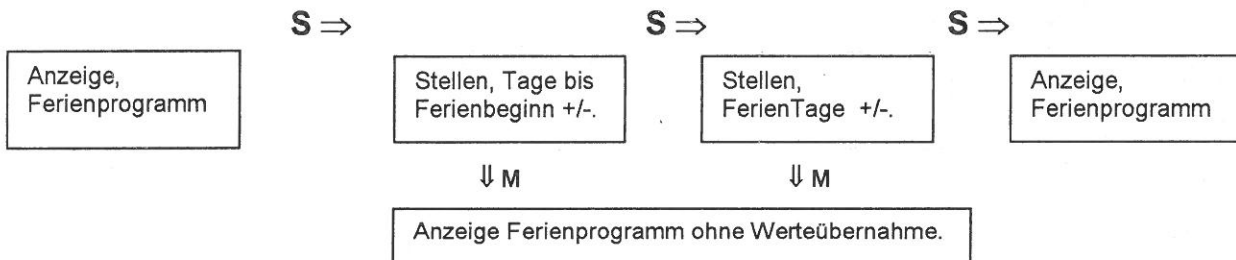 S ⇒ S ⇒ S ⇒
Anzeige,
Ferienprogramm
Stellen, Tage bis
Ferienbeginn +/-.
Stellen,
FerienTage +/-.
Anzeige,
Ferienprogramm
⇓ M ⇓ M
Anzeige Ferienprogramm ohne Werteübernahme.